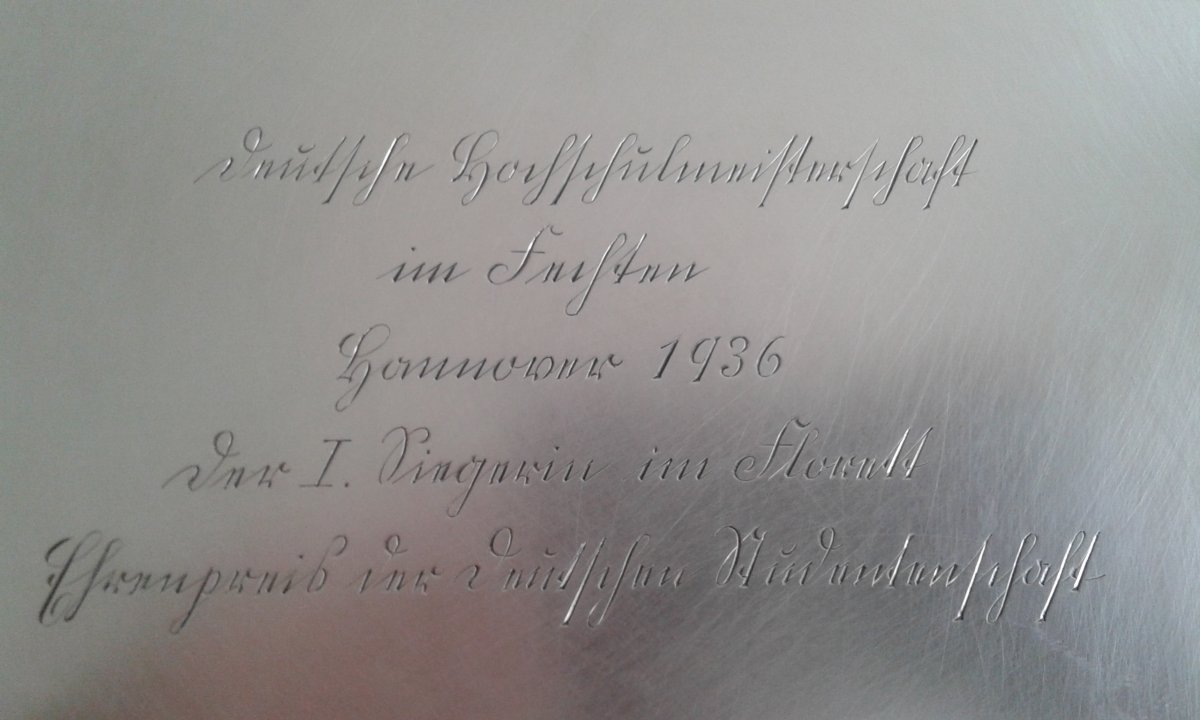 Deutsche Hochschulmeisterschaft
im Fechten
Hannover 1936
Der I. Siegerin im Florett
Ehrenpreis der Deutschen Studentenschaft